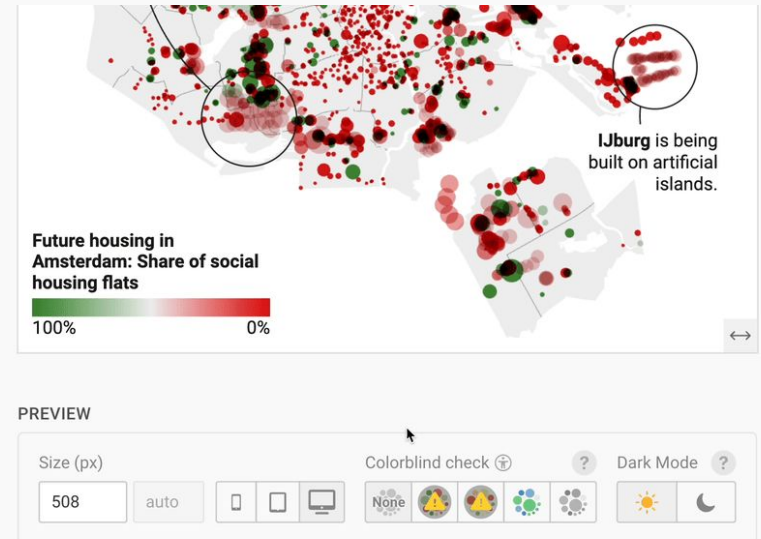 IJburg is being
built on artificial
islands.
Future housing in
Amsterdam: Share of social
housing flats
100% 0%
PREVIEW
Size (px) Colorblind check ? Dark Mode ?
508 auto None